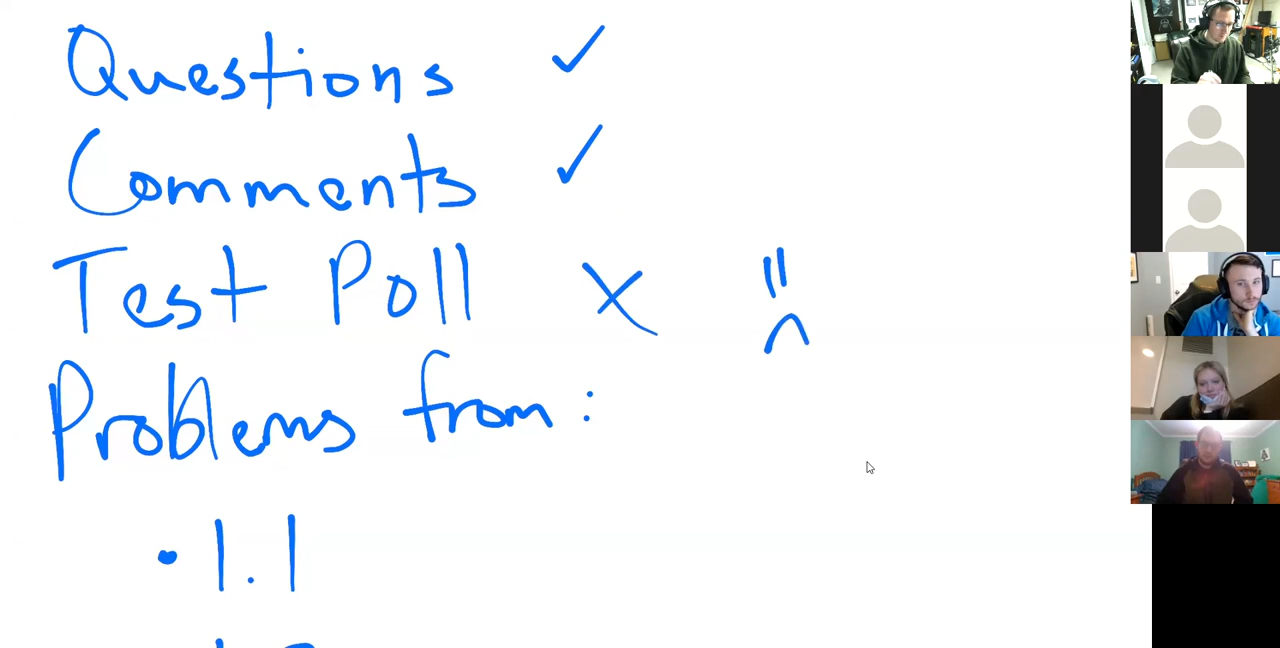 Questions ✓
Comments ✓
Test Poll X
Problems from:
• 1.1